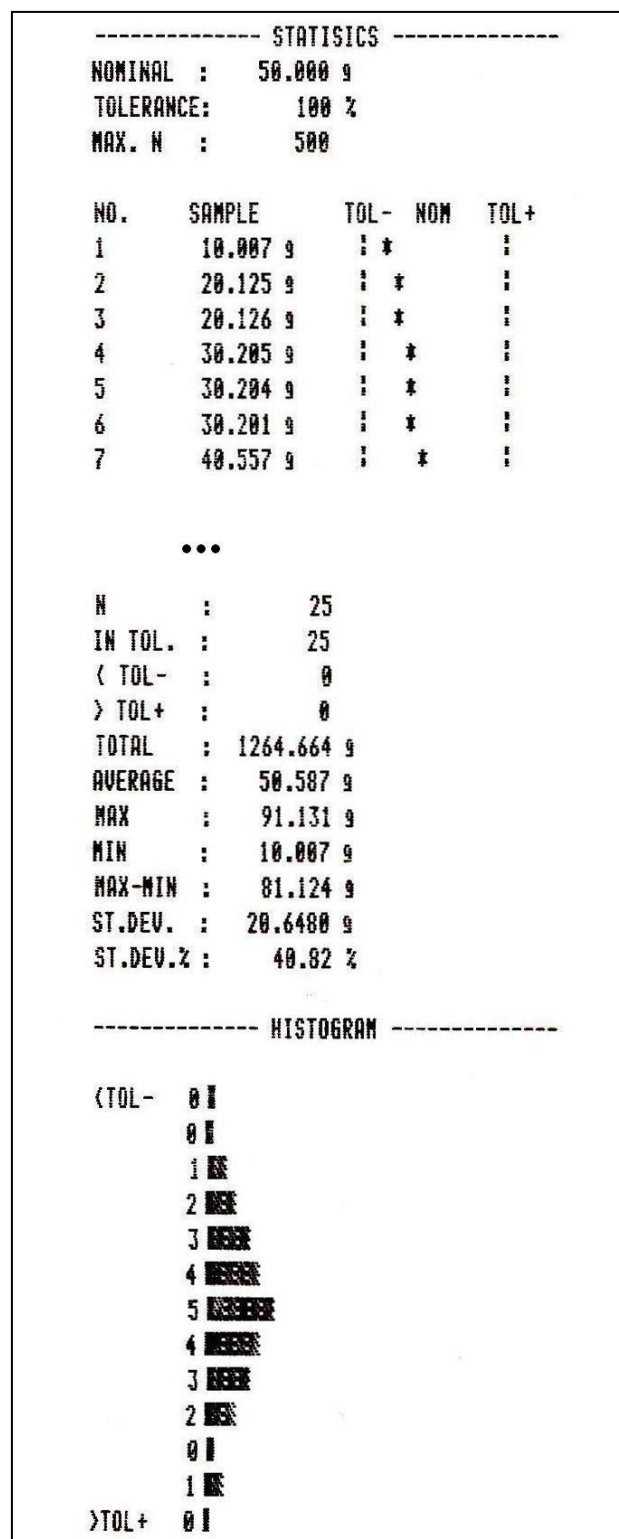 -------------- STATISICS --------------
NOMINAL : 50.000 g
TOLERANCE: 100 %
MAX. N : 500
NO. SAMPLE TOL- NOM TOL+
1 10.007 g ¦ * ¦
2 20.125 g ¦ * ¦
3 20.126 g ¦ * ¦
4 30.205 g ¦ * ¦
5 30.204 g ¦ * ¦
6 30.201 g ¦ * ¦
7 40.557 g ¦ * ¦
...
N : 25
IN TOL. : 25
< TOL- : 0
> TOL+ : 0
TOTAL : 1264.664 g
AVERAGE : 50.587 g
MAX : 91.131 g
MIN : 10.007 g
MAX-MIN : 81.124 g
ST.DEV. : 20.6480 g
ST.DEV.% : 40.82 %
-------------- HISTOGRAM --------------
<TOL- 0
0
1
2
3
4
5
4
3
2
0
1
>TOL+ 0